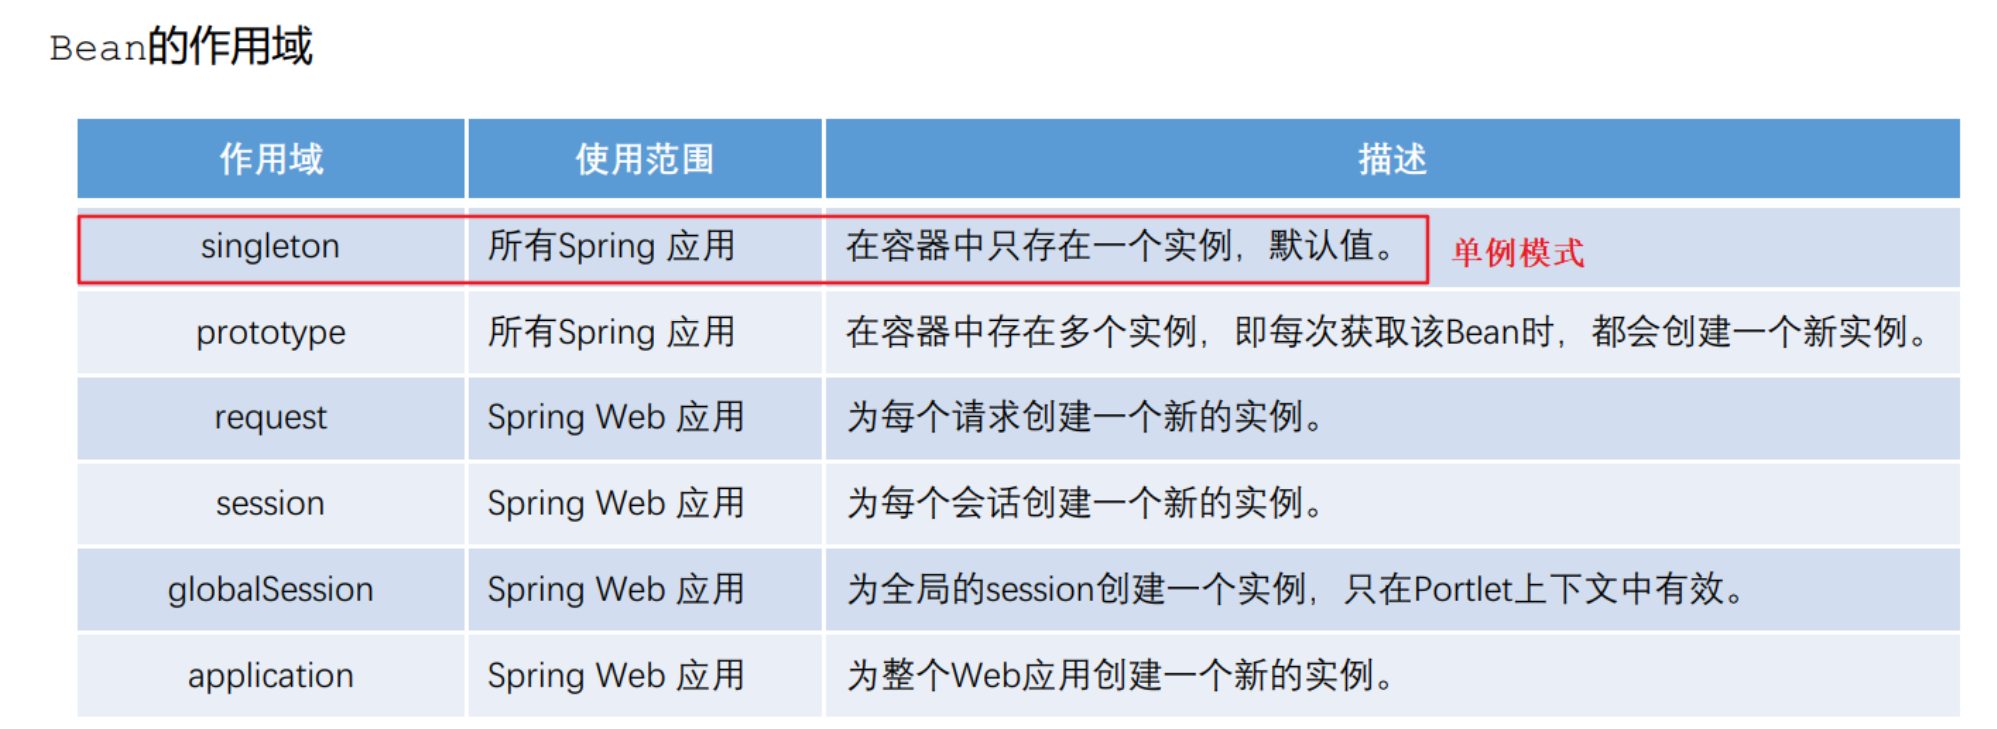 Bean的作用域
作用域 使用范围 描述
singleton 所有Spring 应用 在容器中只存在一个实例，默认值。 单例模式
prototype 所有Spring 应用 在容器中存在多个实例，即每次获取该Bean时，都会创建一个新实例。
request Spring Web 应用 为每个请求创建一个新的实例。
session Spring Web 应用 为每个会话创建一个新的实例。
globalSession Spring Web 应用 为全局的session创建一个实例，只在Portlet上下文中有效。
application Spring Web 应用 为整个Web应用创建一个新的实例。